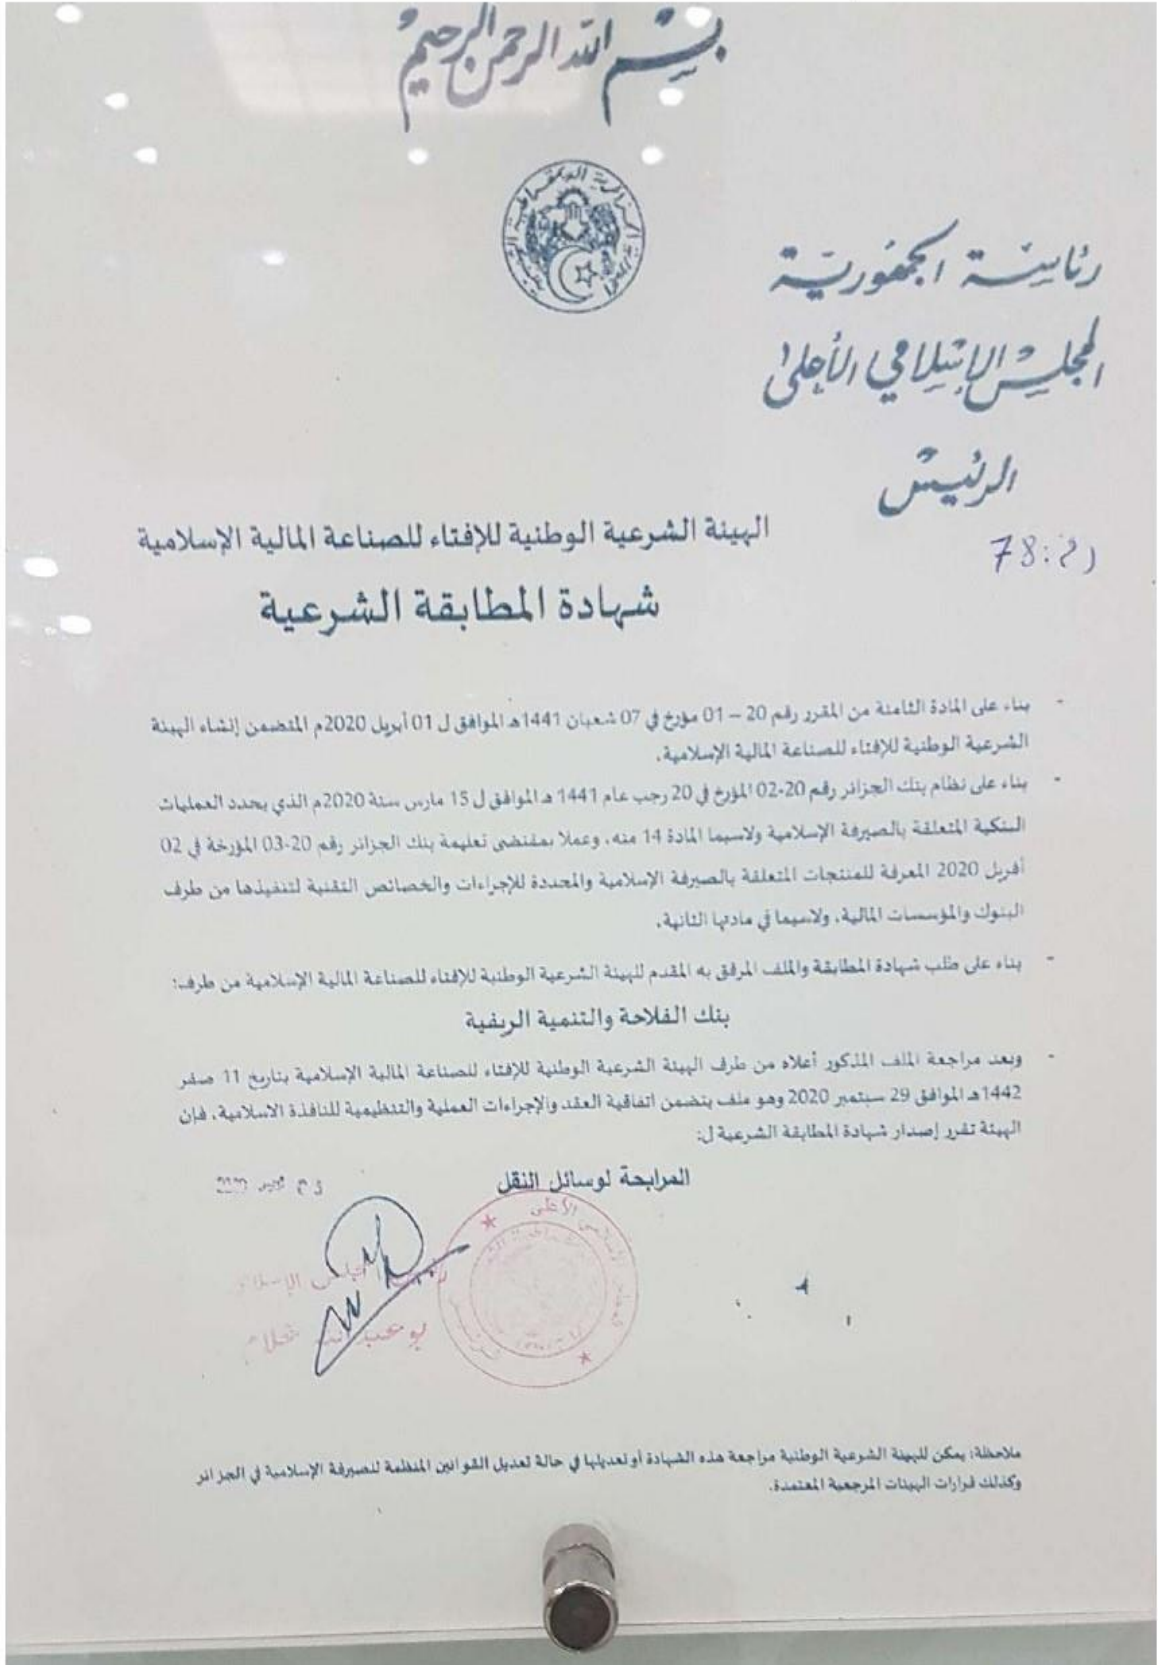 بسم الله الرحمن الرحيم
رئاسة الجمهورية
المجلس الإسلامي الأعلى
الرئيس
78
الهيئة الشرعية الوطنية للإفتاء للصناعة المالية الإسلامية
شهادة المطابقة الشرعية
- بناء على المادة الثامنة من المقرر رقم 20 – 01 مؤرخ في 07 شعبان 1441هـ الموافق ل 01 أبريل 2020م المتضمن إنشاء الهيئة
الشرعية الوطنية للإفتاء للصناعة المالية الإسلامية.
- بناء على نظام بنك الجزائر رقم 20-02 المؤرخ في 20 رجب عام 1441 هـ الموافق ل 15 مارس سنة 2020م الذي يحدد العمليات
البنكية المتعلقة بالصيرفة الإسلامية ولاسيما المادة 14 منه، وعملا بمقتضى تعليمة بنك الجزائر رقم 20-03 المؤرخة في 02
أفريل 2020 المعرفة للمنتجات المتعلقة بالصيرفة الإسلامية والمحددة للإجراءات والخصائص التقنية لتنفيذها من طرف
البنوك والمؤسسات المالية، ولاسيما في مادتها الثانية.
- بناء على طلب شهادة المطابقة والملف المرفق به المقدم للهيئة الشرعية الوطنية للإفتاء للصناعة المالية الإسلامية من طرف:
بنك الفلاحة والتنمية الريفية
- وبعد مراجعة الملف المذكور أعلاه من طرف الهيئة الشرعية الوطنية للإفتاء للصناعة المالية الإسلامية بتاريخ 11 صفر
1442هـ الموافق 29 سبتمبر 2020 وهو ملف يتضمن اتفاقية العقد والإجراءات العملية والتنظيمية للنافذة الاسلامية، فإن
الهيئة تقرر إصدار شهادة المطابقة الشرعية ل:
المرابحة لوسائل النقل
ملاحظة: يمكن للهيئة الشرعية الوطنية مراجعة هذه الشهادة أو تعديلها في حالة تعديل القوانين المنظمة للصيرفة الإسلامية في الجزائر
وكذلك قرارات الهيئات المرجعية المعتمدة.